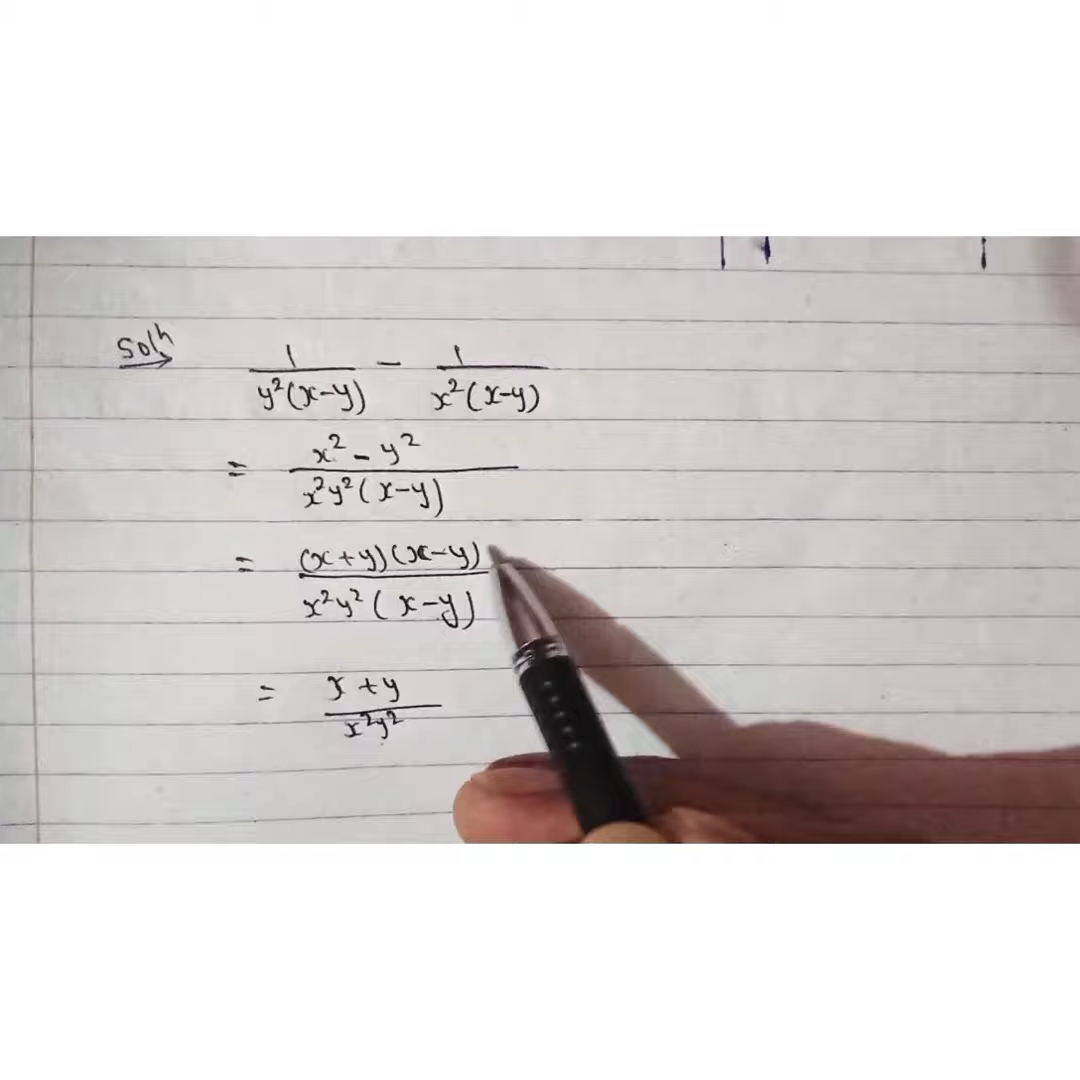 Soln
1/y²(x-y) - 1/x²(x-y)
= x² - y²/x²y²(x-y)
= (x+y)(x-y)/x²y²(x-y)
= x+y/x²y²